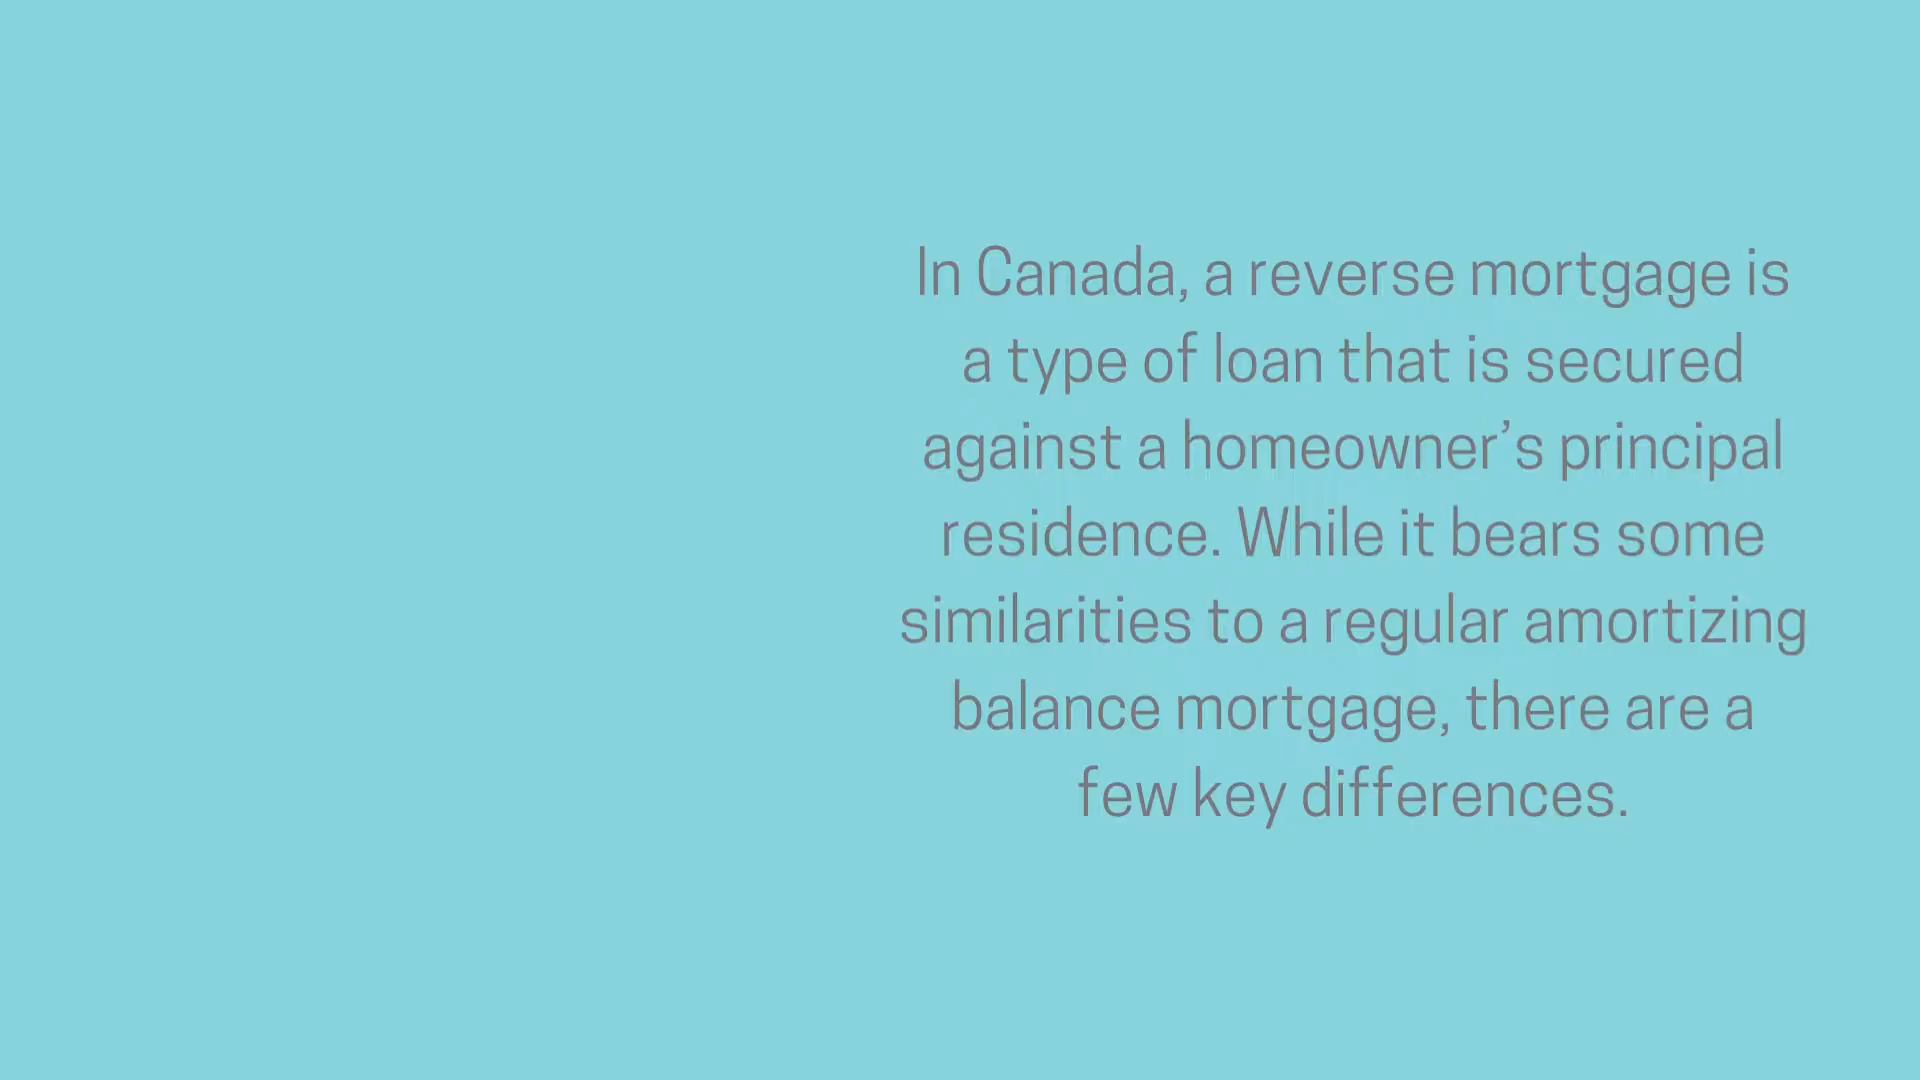 In Canada, a reverse mortgage is
a type of loan that is secured
against a homeowner’s principal
residence. While it bears some
similarities to a regular amortizing
balance mortgage, there are a
few key differences.